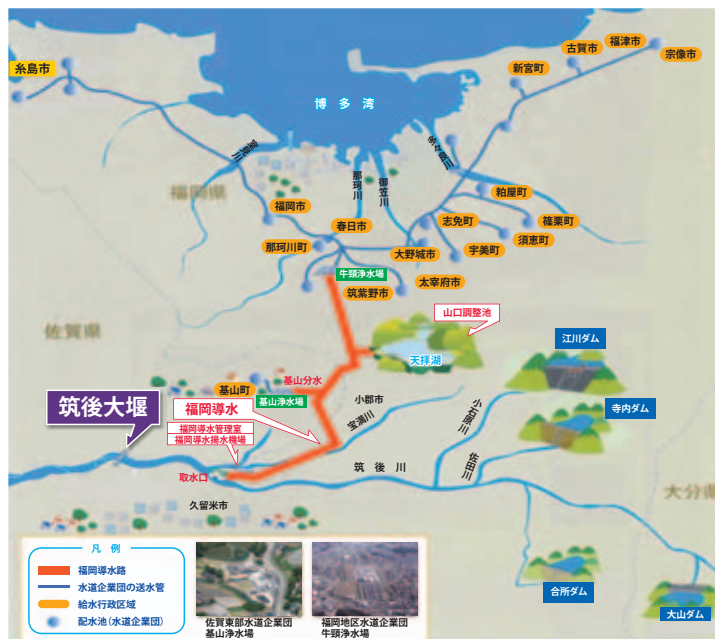 糸島市
福津市
古賀市
宗像市
新宮町
博多湾
室見川
多々良川
那珂川
御笠川
福岡県
粕屋町
福岡市
春日市
志免町
篠栗町
那珂川町
大野城市
宇美町
須恵町
牛頸浄水場
太宰府市
筑紫野市
山口調整池
佐賀県
天拝湖
江川ダム
基山分水
基山町
基山浄水場
小郡市
小石原川
寺内ダム
筑後大堰
福岡導水
宝満川
福岡導水管理室
福岡導水揚水機場
佐田川
取水口
筑後川
大分県
久留米市
凡例
福岡導水路
水道企業団の送水管
給水行政区域
配水池(水道企業団)
佐賀東部水道企業団
基山浄水場
福岡地区水道企業団
牛頸浄水場
合所ダム
大山ダム